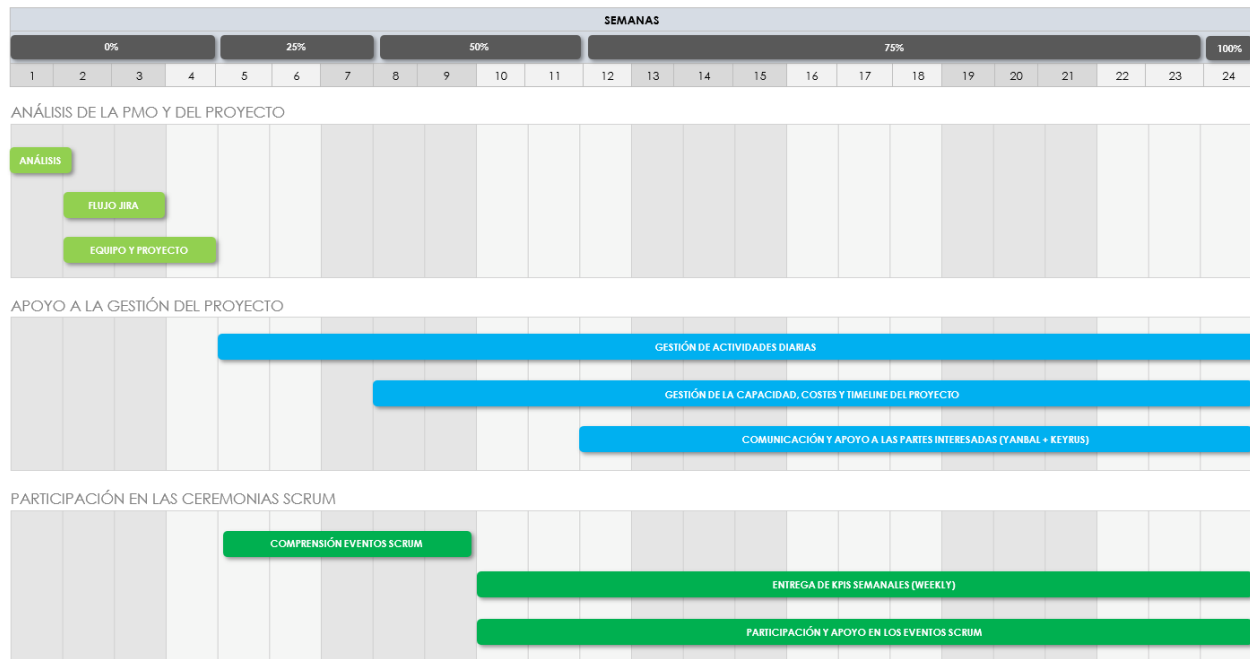 SEMANAS
0% 25% 50% 75% 100%
1 2 3 4 5 6 7 8 9 10 11 12 13 14 15 16 17 18 19 20 21 22 23 24
ANÁLISIS DE LA PMO Y DEL PROYECTO
ANÁLISIS
FLUJO JIRA
EQUIPO Y PROYECTO
APOYO A LA GESTIÓN DEL PROYECTO
GESTIÓN DE ACTIVIDADES DIARIAS
GESTIÓN DE LA CAPACIDAD, COSTES Y TIMELINE DEL PROYECTO
COMUNICACIÓN Y APOYO A LAS PARTES INTERESADAS (YANBAL + KEYRUS)
PARTICIPACIÓN EN LAS CEREMONIAS SCRUM
COMPRENSIÓN EVENTOS SCRUM
ENTREGA DE KPIS SEMANALES (WEEKLY)
PARTICIPACIÓN Y APOYO EN LOS EVENTOS SCRUM